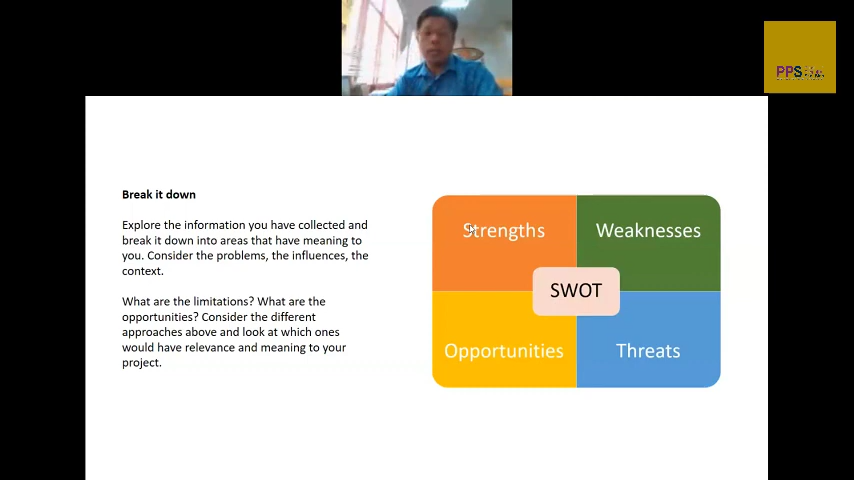 Break it down
Explore the information you have collected and
break it down into areas that have meaning to
you. Consider the problems, the influences, the
context.
What are the limitations? What are the
opportunities? Consider the different
approaches above and look at which ones
would have relevance and meaning to your
project.
Strengths
Weaknesses
SWOT
Opportunities
Threats